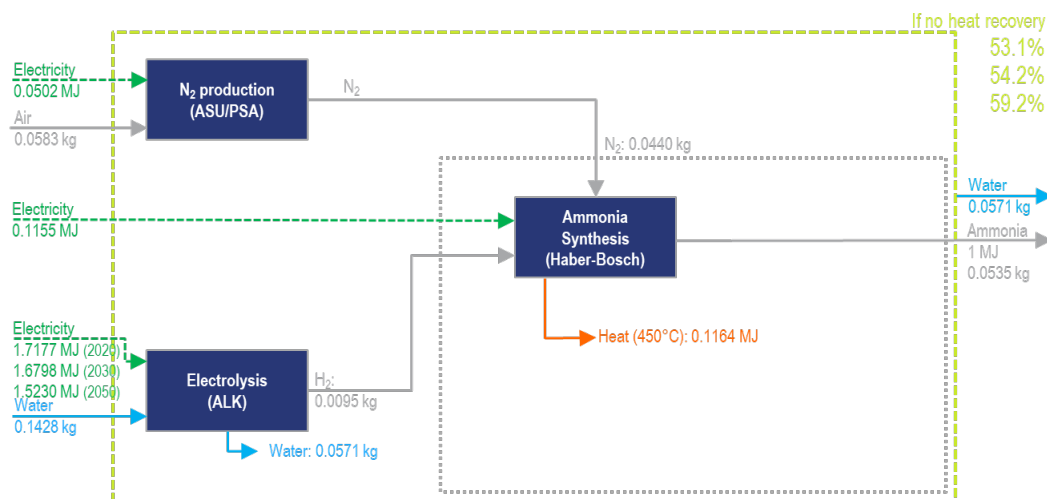 If no heat recovery
53.1%
54.2%
59.2%
Electricity
0.0502 MJ
Air
0.0583 kg
N₂ production
(ASU/PSA)
N₂
N₂: 0.0440 kg
Electricity
0.1155 MJ
Ammonia
Synthesis
(Haber-Bosch)
Water
0.0571 kg
Ammonia
1 MJ
0.0535 kg
Heat (450°C): 0.1164 MJ
Electricity
1.7177 MJ (2020)
1.6798 MJ (2030)
1.5230 MJ (2050)
Water
0.1428 kg
Electrolysis
(ALK)
H₂:
0.0095 kg
Water: 0.0571 kg